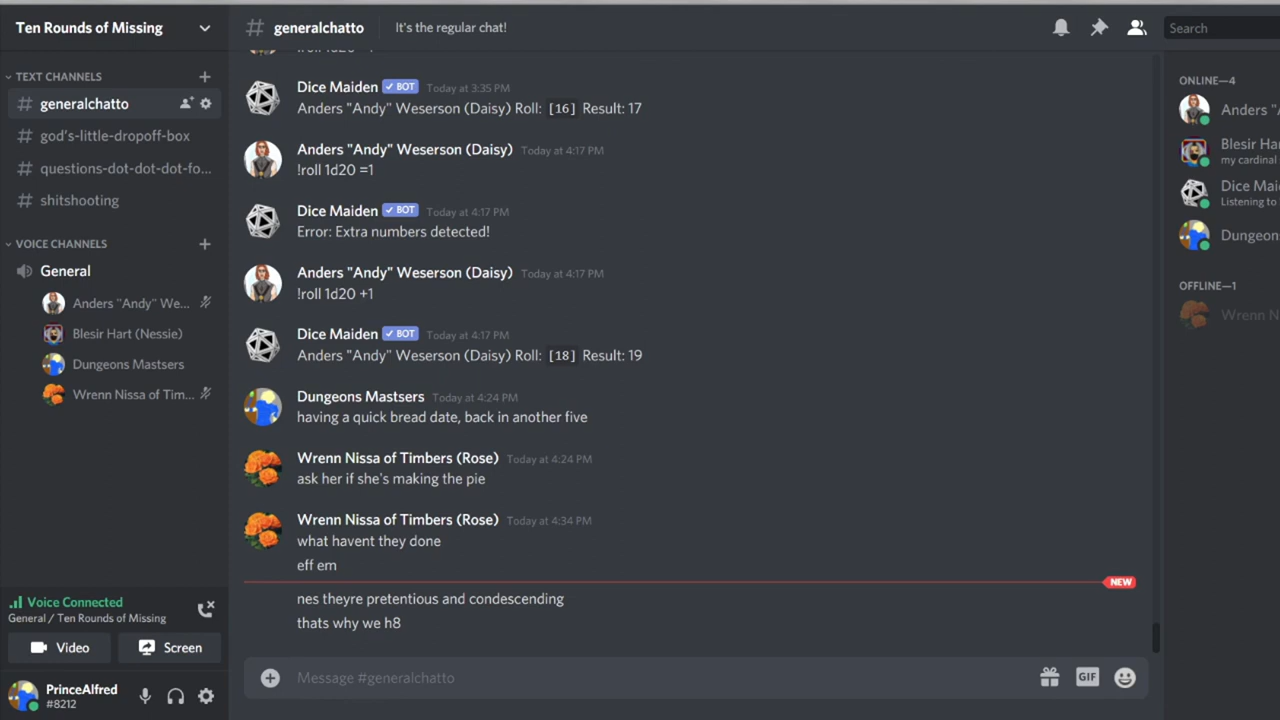 Ten Rounds of Missing
# generalchatto
It's the regular chat!
Search
TEXT CHANNELS
# generalchatto
# god's-little-dropoff-box
# questions-dot-dot-dot-fo...
# shitshooting
VOICE CHANNELS
General
Anders "Andy" We...
Blesir Hart (Nessie)
Dungeons Mastsers
Wrenn Nissa of Tim...
Voice Connected
General / Ten Rounds of Missing
Video
Screen
PrinceAlfred
#8212
Dice Maiden BOT Today at 3:35 PM
Anders "Andy" Weserson (Daisy) Roll: [16] Result: 17
Anders "Andy" Weserson (Daisy) Today at 4:17 PM
!roll 1d20 =1
Dice Maiden BOT Today at 4:17 PM
Error: Extra numbers detected!
Anders "Andy" Weserson (Daisy) Today at 4:17 PM
!roll 1d20 +1
Dice Maiden BOT Today at 4:17 PM
Anders "Andy" Weserson (Daisy) Roll: [18] Result: 19
Dungeons Mastsers Today at 4:24 PM
having a quick bread date, back in another five
Wrenn Nissa of Timbers (Rose) Today at 4:24 PM
ask her if she's making the pie
Wrenn Nissa of Timbers (Rose) Today at 4:34 PM
what havent they done
eff em
NEW
nes theyre pretentious and condescending
thats why we h8
Message #generalchatto
GIF
ONLINE—4
Anders "
Blesir Ha
my cardinal
Dice Mai
Listening to
Dungeon
OFFLINE—1
Wrenn N